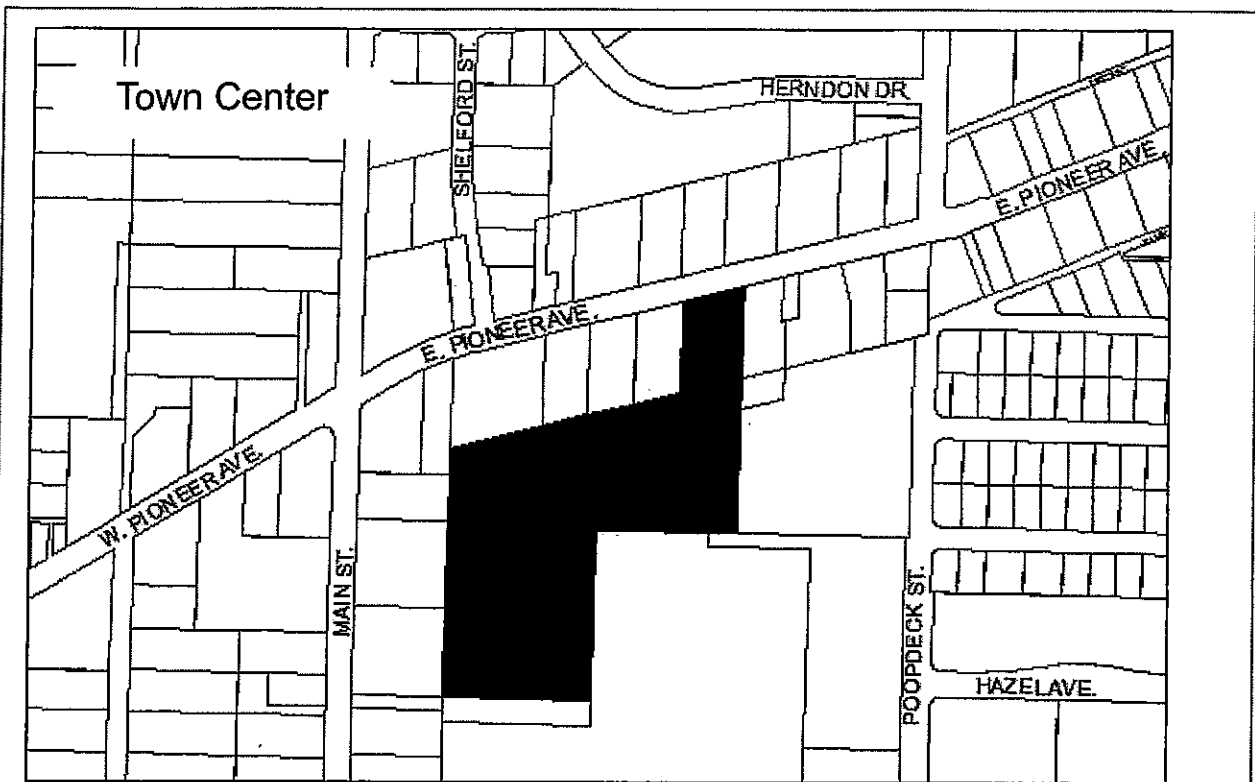 Town Center
SHELFORD ST.
HERNDON DR.
E. PIONEER AVE.
E. PIONEER AVE.
W. PIONEER AVE.
MAIN ST.
POOPDECK ST.
HAZEL AVE.